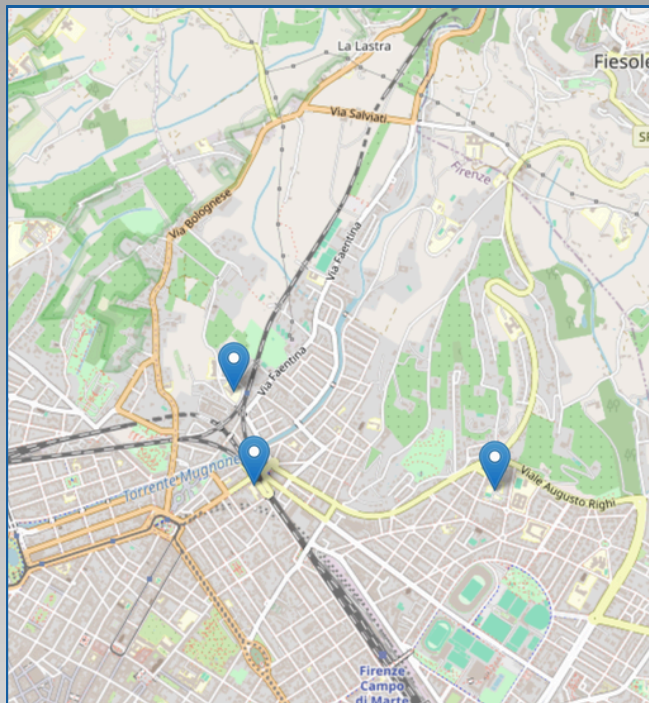 La Lastra
Fiesole
Via Salviati
SP
Firenze
Via Bolognese
Via Faentina
Via Faentina
Torrente Mugnone
Viale Augusto Righi
Firenze
Campo
di Marte